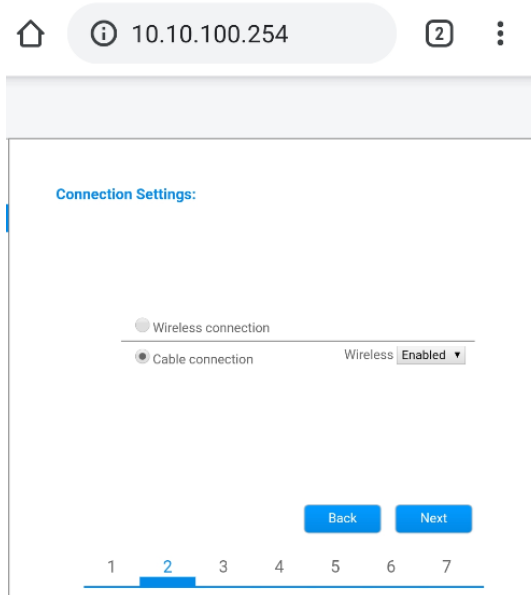 10.10.100.254
2
Connection Settings:
Wireless connection
Cable connection Wireless Enabled
Back Next
1 2 3 4 5 6 7